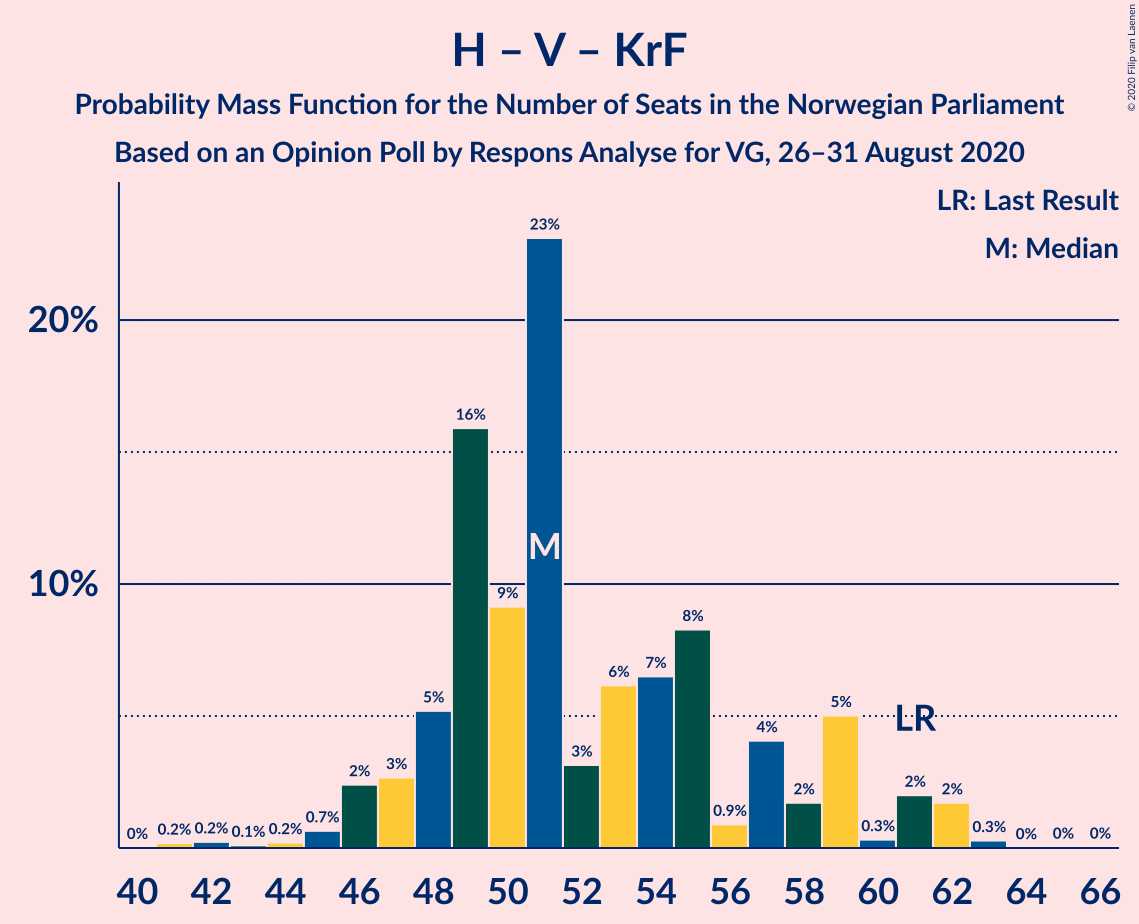 H – V – KrF
Probability Mass Function for the Number of Seats in the Norwegian Parliament
Based on an Opinion Poll by Respons Analyse for VG, 26–31 August 2020
© 2020 Filip van Laenen
LR: Last Result
M: Median
20%
10%
0% 0.2% 0.2% 0.1% 0.2% 0.7% 2% 3% 5% 16% 9% 23% 3% 6% 7% 8% 0.9% 4% 2% 5% 0.3% 2% 2% 0.3% 0% 0% 0%
M
LR
40 42 44 46 48 50 52 54 56 58 60 62 64 66